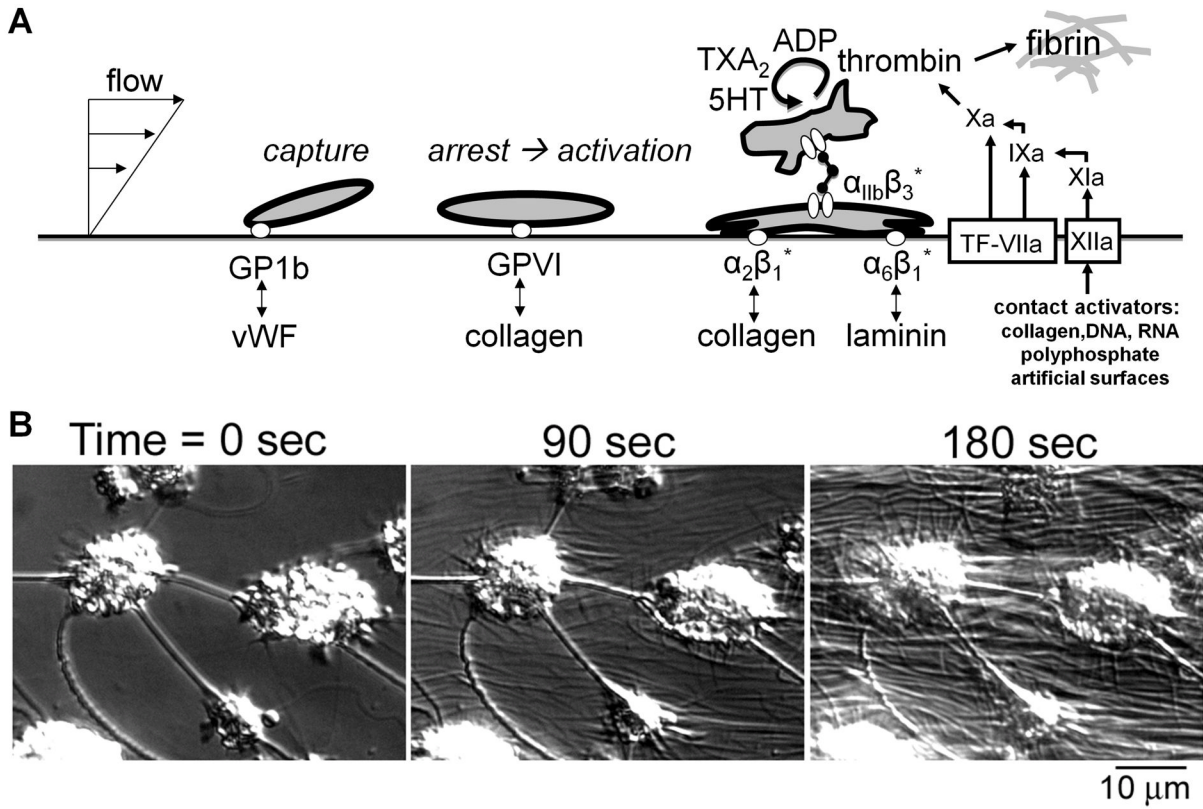 A
flow
capture
arrest → activation
TXA₂
ADP
5HT
thrombin
fibrin
Xa
IXa
XIa
αIIbβ₃*
GP1b
vWF
GPVI
collagen
α₂β₁*
collagen
α₆β₁*
laminin
TF-VIIa
XIIa
contact activators:
collagen,DNA, RNA
polyphosphate
artificial surfaces
B
Time = 0 sec
90 sec
180 sec
10 μm